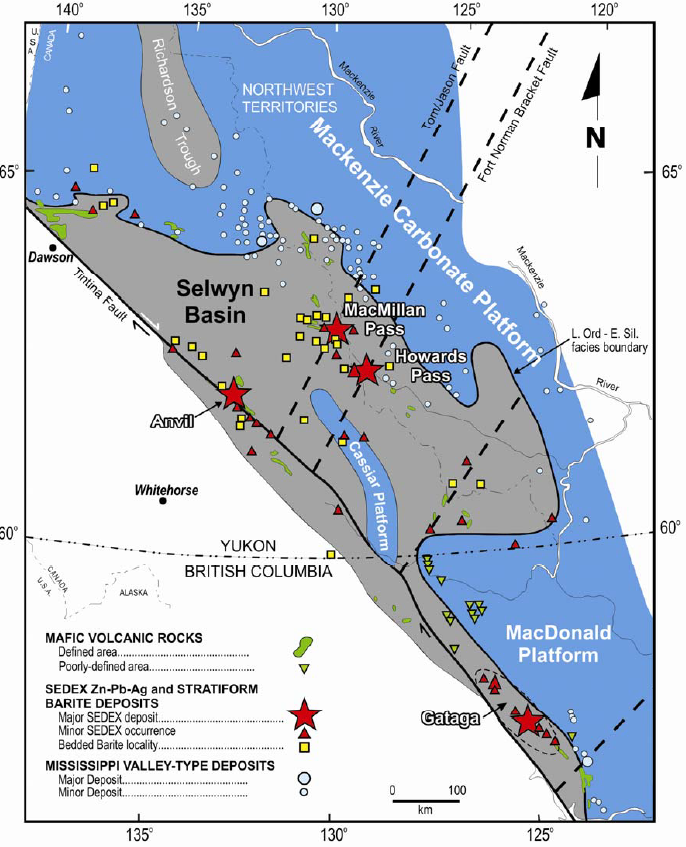 140°
135°
130°
125°
120°
U.
S.
A.
CANADA
Richardson
Trough
NORTHWEST
TERRITORIES
Mackenzie
River
Tom/Jason Fault
Fort Norman Bracket Fault
N
65°
65°
Mackenzie Carbonate Platform
Dawson
Tintina Fault
Selwyn
Basin
Mackenzie
MacMillan
Pass
L. Ord - E. Sil.
facies boundary
Howards
Pass
River
Anvil
Cassiar Platform
Whitehorse
60°
60°
YUKON
BRITISH COLUMBIA
CANADA
U.S.A.
ALASKA
MacDonald
Platform
MAFIC VOLCANIC ROCKS
Defined area
Poorly-defined area
SEDEX Zn-Pb-Ag and STRATIFORM
BARITE DEPOSITS
Major SEDEX deposit
Minor SEDEX occurrence
Bedded Barite locality
Gataga
MISSISSIPPI VALLEY-TYPE DEPOSITS
Major Deposit
Minor Deposit
0 100
km
135°
130°
125°